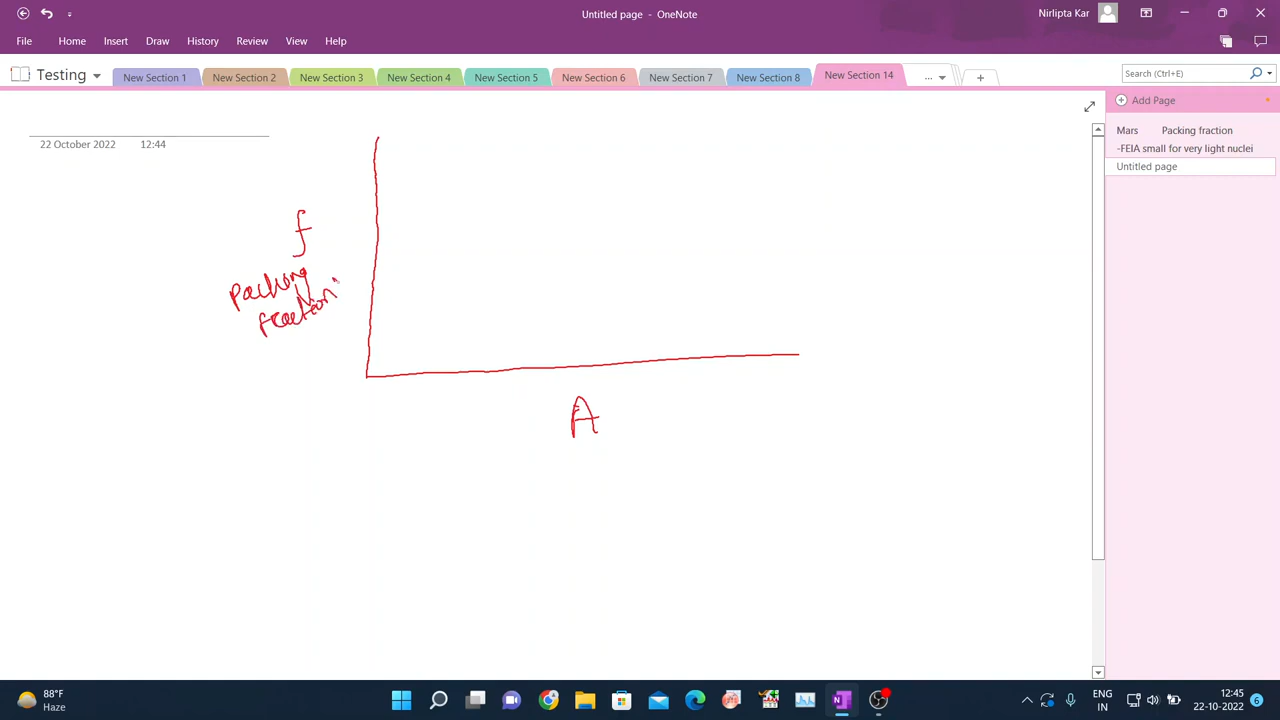 Untitled page - OneNote
Nirlipta Kar
File Home Insert Draw History Review View Help
Testing
New Section 1 New Section 2 New Section 3 New Section 4 New Section 5 New Section 6 New Section 7 New Section 8 New Section 14 ...
Search (Ctrl+E)
Add Page
Mars Packing fraction
-FEIA small for very light nuclei
Untitled page
22 October 2022 12:44
f
Packing
fraction
A
88°F
Haze
ENG
IN
12:45
22-10-2022
6